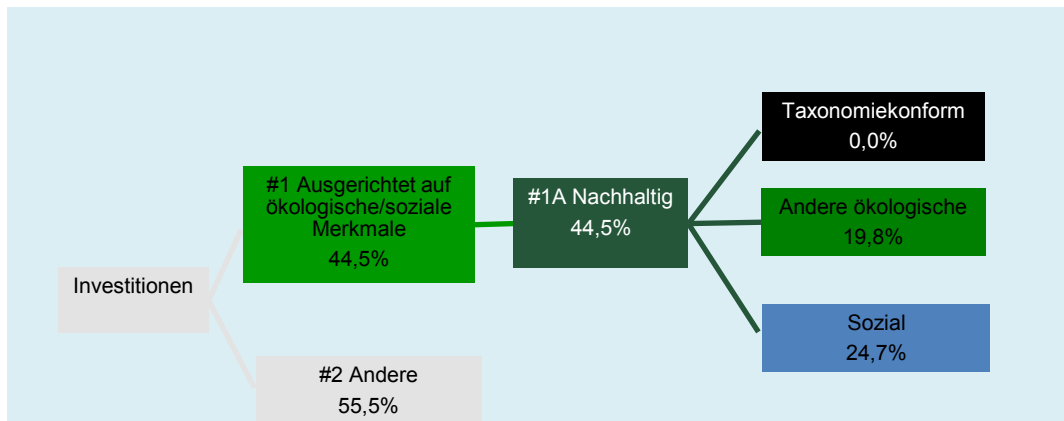 Investitionen
#1 Ausgerichtet auf
ökologische/soziale
Merkmale
44,5%
#2 Andere
55,5%
#1A Nachhaltig
44,5%
Taxonomiekonform
0,0%
Andere ökologische
19,8%
Sozial
24,7%